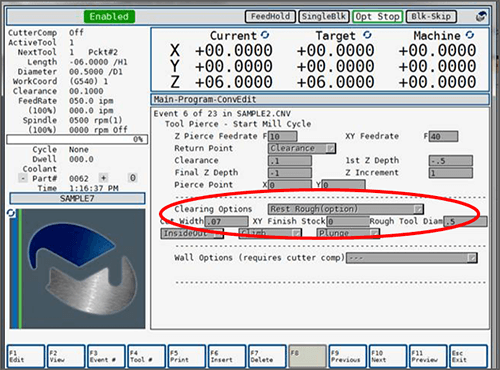 Enabled
FeedHold SingleBlk Opt Stop Blk-Skip
CutterComp Off
ActiveTool 1
NextTool 1 Pckt#2
Length -06.0000 /H1
Diameter 00.5000 /D1
WorkCoord (G540) 1
Clearance 00.1000
FeedRate 050.0 ipm
(100%) 000.0 ipm
Spindle 0500 rpm(1)
(100%) 0000 rpm Off
0%
Cycle None
Dwell 000.0
Coolant
- Part# 0062 + 0
Time 1:16:37 PM
SAMPLE7
Current Target Machine
X +00.0000 +00.0000 +00.0000
Y +00.0000 +00.0000 +00.0000
Z +06.0000 +06.0000 +00.0000
Main-Program-ConvEdit
Event 6 of 23 in SAMPLE2.CNV
Tool Pierce - Start Mill Cycle
Z Pierce Feedrate F 10 XY Feedrate F 40
Return Point Clearance
Clearance .1 1st Z Depth -.5
Final Z Depth -1 Z Increment 1
Pierce Point X 0 Y 0
Clearing Options Rest Rough(option)
t Width .07 XY Finish Stock 0 Rough Tool Diam .5
InsideOut Climb Plunge
Wall Options (requires cutter comp) ---
F1 Edit F2 View F3 Event # F4 Tool # F5 Print F6 Insert F7 Delete F8 F9 Previous F10 Next F11 Preview Esc Exit